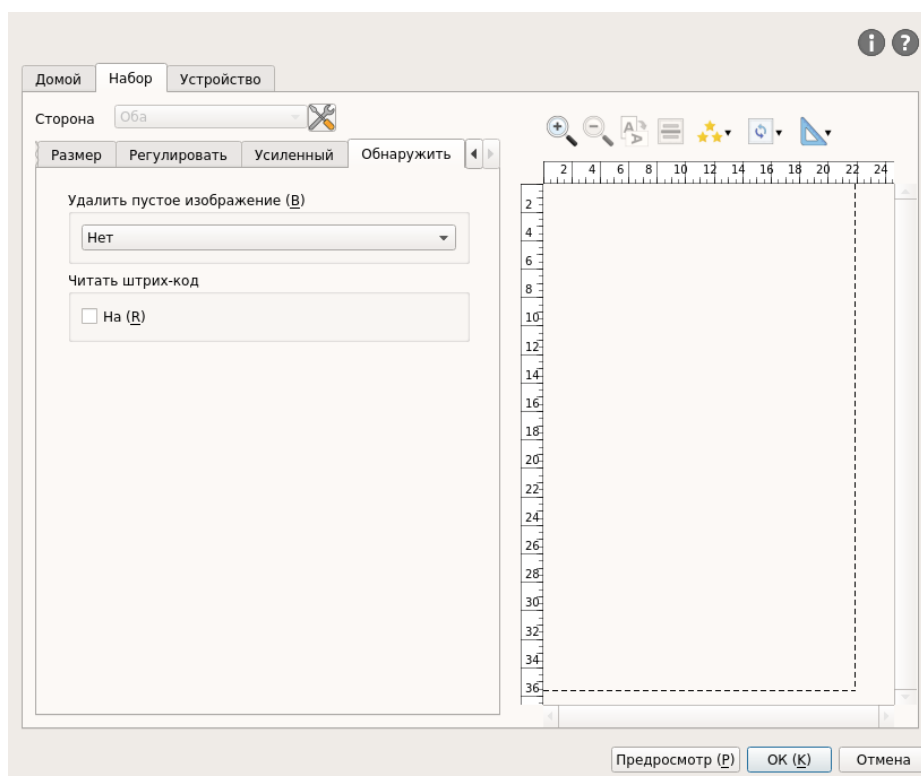 Домой Набор Устройство
Сторона Оба
Размер Регулировать Усиленный Обнаружить
Удалить пустое изображение (B)
Нет
Читать штрих-код
На (R)
2 4 6 8 10 12 14 16 18 20 22 24
2
4
6
8
10
12
14
16
18
20
22
24
26
28
30
32
34
36
Предросмотр (P) ОК (K) Отмена